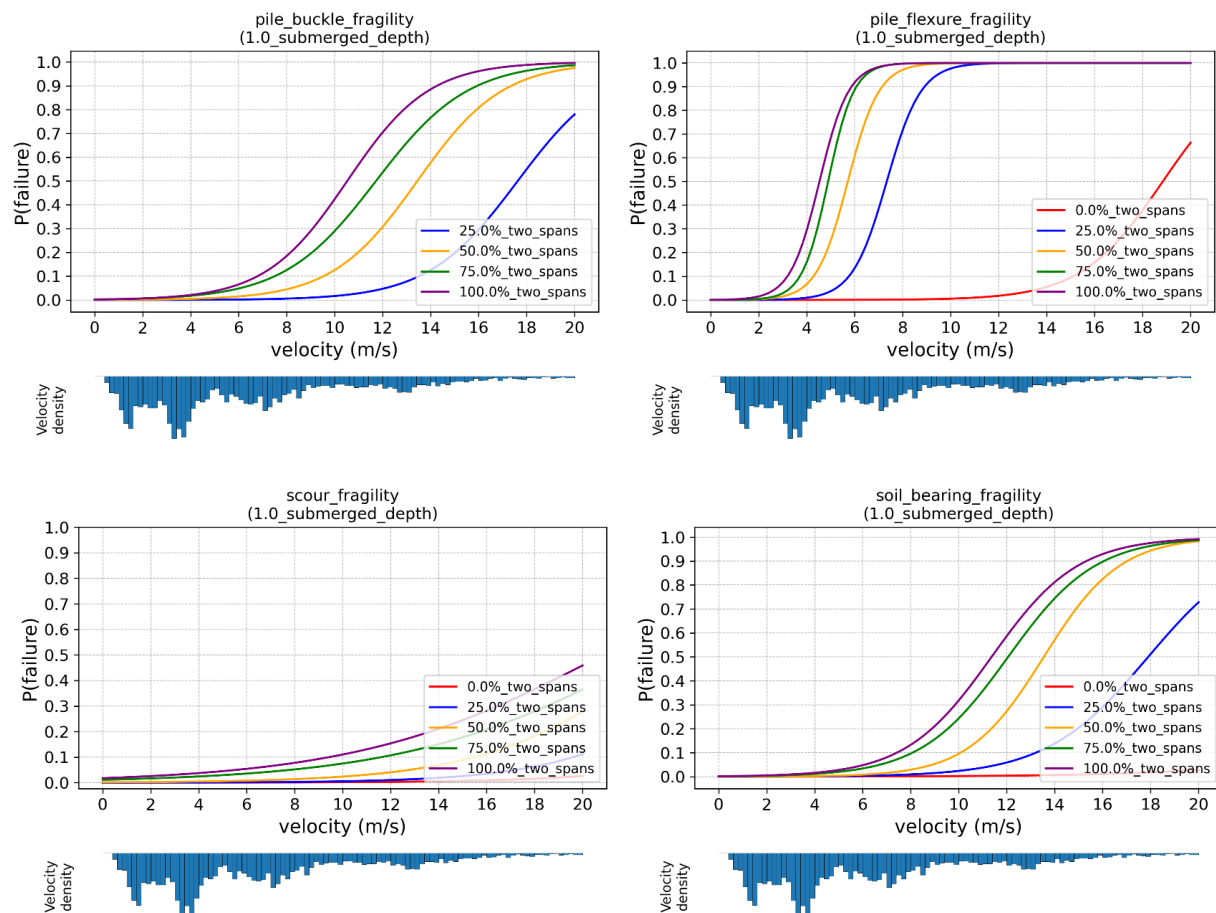 pile_buckle_fragility
(1.0_submerged_depth)
1.0
0.9
0.8
0.7
0.6
0.5
0.4
0.3
0.2
0.1
0.0
P(failure)
25.0%_two_spans
50.0%_two_spans
75.0%_two_spans
100.0%_two_spans
0 2 4 6 8 10 12 14 16 18 20
velocity (m/s)
Velocity
density
pile_flexure_fragility
(1.0_submerged_depth)
1.0
0.9
0.8
0.7
0.6
0.5
0.4
0.3
0.2
0.1
0.0
P(failure)
0.0%_two_spans
25.0%_two_spans
50.0%_two_spans
75.0%_two_spans
100.0%_two_spans
0 2 4 6 8 10 12 14 16 18 20
velocity (m/s)
Velocity
density
scour_fragility
(1.0_submerged_depth)
1.0
0.9
0.8
0.7
0.6
0.5
0.4
0.3
0.2
0.1
0.0
P(failure)
0.0%_two_spans
25.0%_two_spans
50.0%_two_spans
75.0%_two_spans
100.0%_two_spans
0 2 4 6 8 10 12 14 16 18 20
velocity (m/s)
Velocity
density
soil_bearing_fragility
(1.0_submerged_depth)
1.0
0.9
0.8
0.7
0.6
0.5
0.4
0.3
0.2
0.1
0.0
P(failure)
0.0%_two_spans
25.0%_two_spans
50.0%_two_spans
75.0%_two_spans
100.0%_two_spans
0 2 4 6 8 10 12 14 16 18 20
velocity (m/s)
Velocity
density